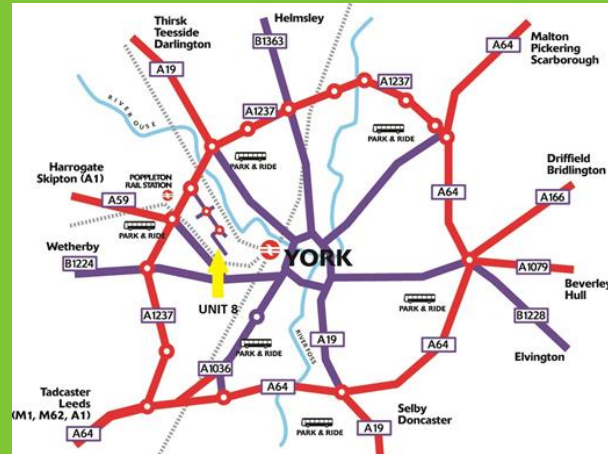 Thirsk
Teesside
Darlington
Helmsley
B1363
A64
Malton
Pickering
Scarborough
A19
A1237
A1237
RIVER OUSE
PARK & RIDE
PARK & RIDE
Harrogate
Skipton (A1)
POPPLETON
RAIL STATION
A59
PARK & RIDE
A64
Driffield
Bridlington
A166
Wetherby
B1224
YORK
UNIT 8
A1079
Beverley
Hull
PARK & RIDE
B1228
A1237
RIVER FOSS
A19
A64
Elvington
PARK & RIDE
A1036
A64
Tadcaster
Leeds
(M1, M62, A1)
A64
PARK & RIDE
Selby
Doncaster
A19